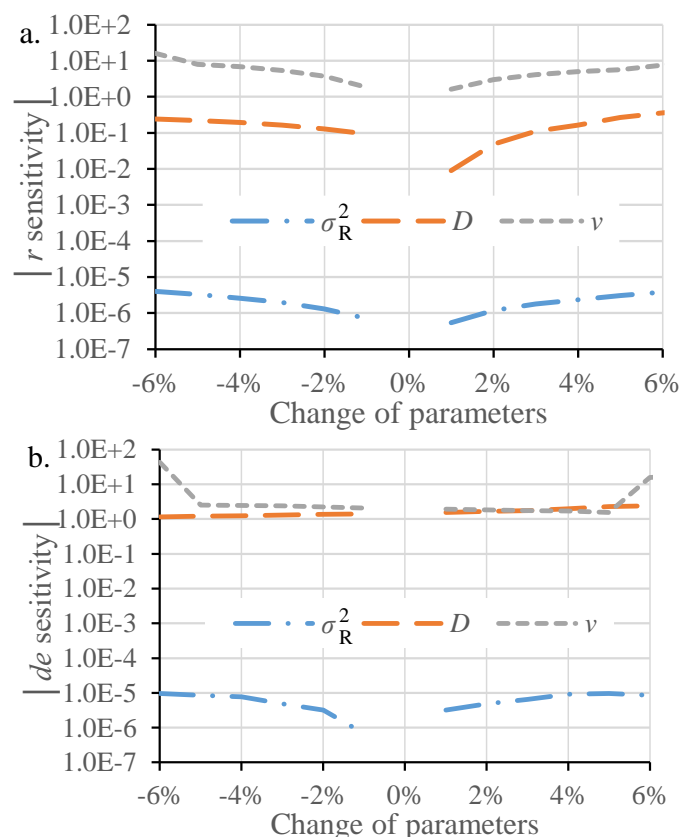 a.
1.0E+2
1.0E+1
1.0E+0
1.0E-1
1.0E-2
1.0E-3
1.0E-4
1.0E-5
1.0E-6
1.0E-7
| r sensitivity |
σ²R D v
-6% -4% -2% 0% 2% 4% 6%
Change of parameters
b.
1.0E+2
1.0E+1
1.0E+0
1.0E-1
1.0E-2
1.0E-3
1.0E-4
1.0E-5
1.0E-6
1.0E-7
| de sesitivity |
σ²R D v
-6% -4% -2% 0% 2% 4% 6%
Change of parameters